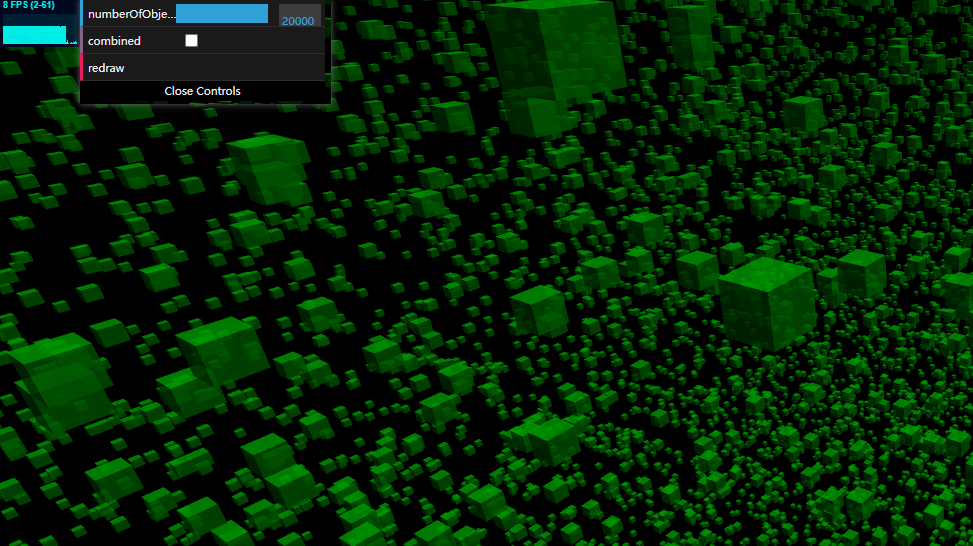 8 FPS (2-61)
numberOfObje... 20000
combined
redraw
Close Controls